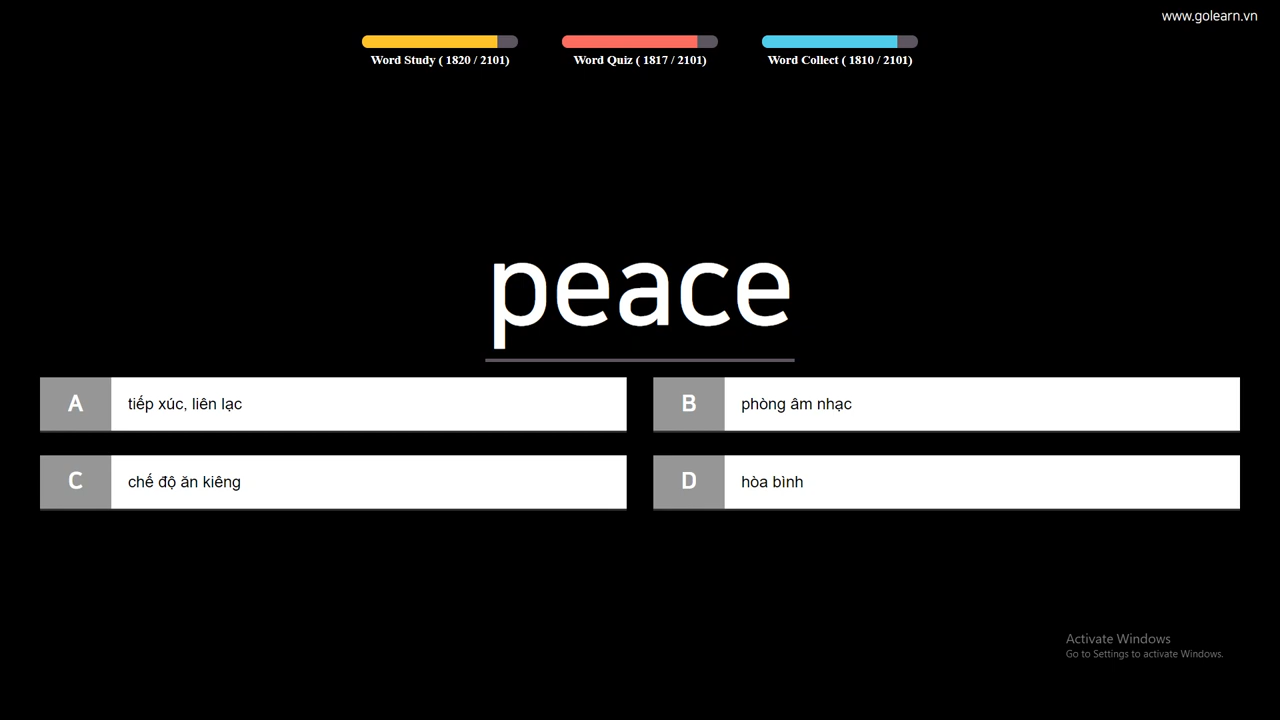 www.golearn.vn
Word Study ( 1820 / 2101)
Word Quiz ( 1817 / 2101)
Word Collect ( 1810 / 2101)
peace
A tiếp xúc, liên lạc
B phòng âm nhạc
C chế độ ăn kiêng
D hòa bình
Activate Windows
Go to Settings to activate Windows.